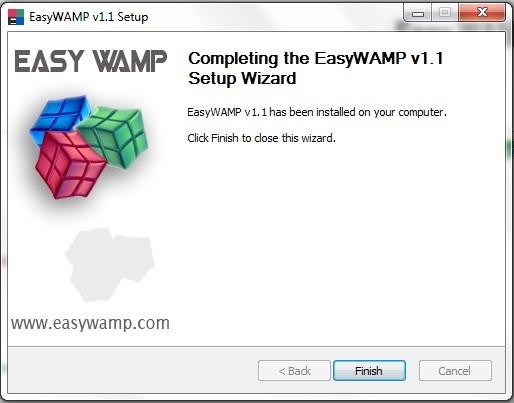 EasyWAMP v1.1 Setup
EASY WAMP
Completing the EasyWAMP v1.1
Setup Wizard
EasyWAMP v1.1 has been installed on your computer.
Click Finish to close this wizard.
www.easywamp.com
< Back
Finish
Cancel